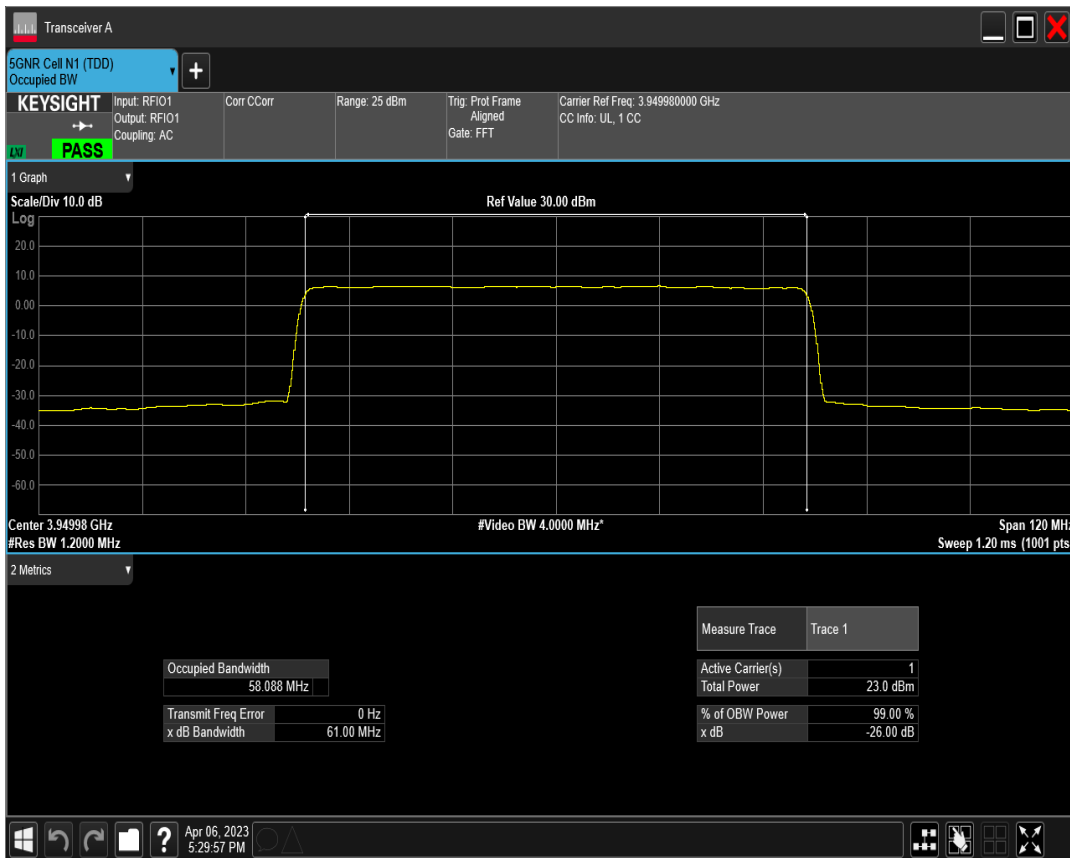 Transceiver A
5GNR Cell N1 (TDD)
Occupied BW
+
KEYSIGHT
LXI
PASS
Input: RFIO1
Output: RFIO1
Coupling: AC
Corr CCorr
Range: 25 dBm
Trig: Prot Frame
Aligned
Gate: FFT
Carrier Ref Freq: 3.949980000 GHz
CC Info: UL, 1 CC
1 Graph
Scale/Div 10.0 dB
Ref Value 30.00 dBm
Log
20.0
10.0
0.00
-10.0
-20.0
-30.0
-40.0
-50.0
-60.0
Center 3.94998 GHz
#Video BW 4.0000 MHz*
Span 120 MHz
#Res BW 1.2000 MHz
Sweep 1.20 ms (1001 pts
2 Metrics
Measure Trace Trace 1
Occupied Bandwidth
58.088 MHz
Active Carrier(s) 1
Total Power 23.0 dBm
Transmit Freq Error 0 Hz
x dB Bandwidth 61.00 MHz
% of OBW Power 99.00 %
x dB -26.00 dB
?
Apr 06, 2023
5:29:57 PM